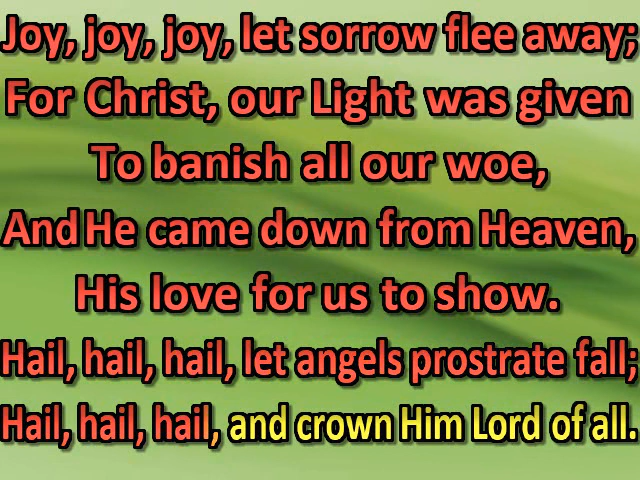 Joy, joy, joy, let sorrow flee away;
For Christ, our Light was given
To banish all our woe,
And He came down from Heaven,
His love for us to show.
Hail, hail, hail, let angels prostrate fall;
Hail, hail, hail, and crown Him Lord of all.